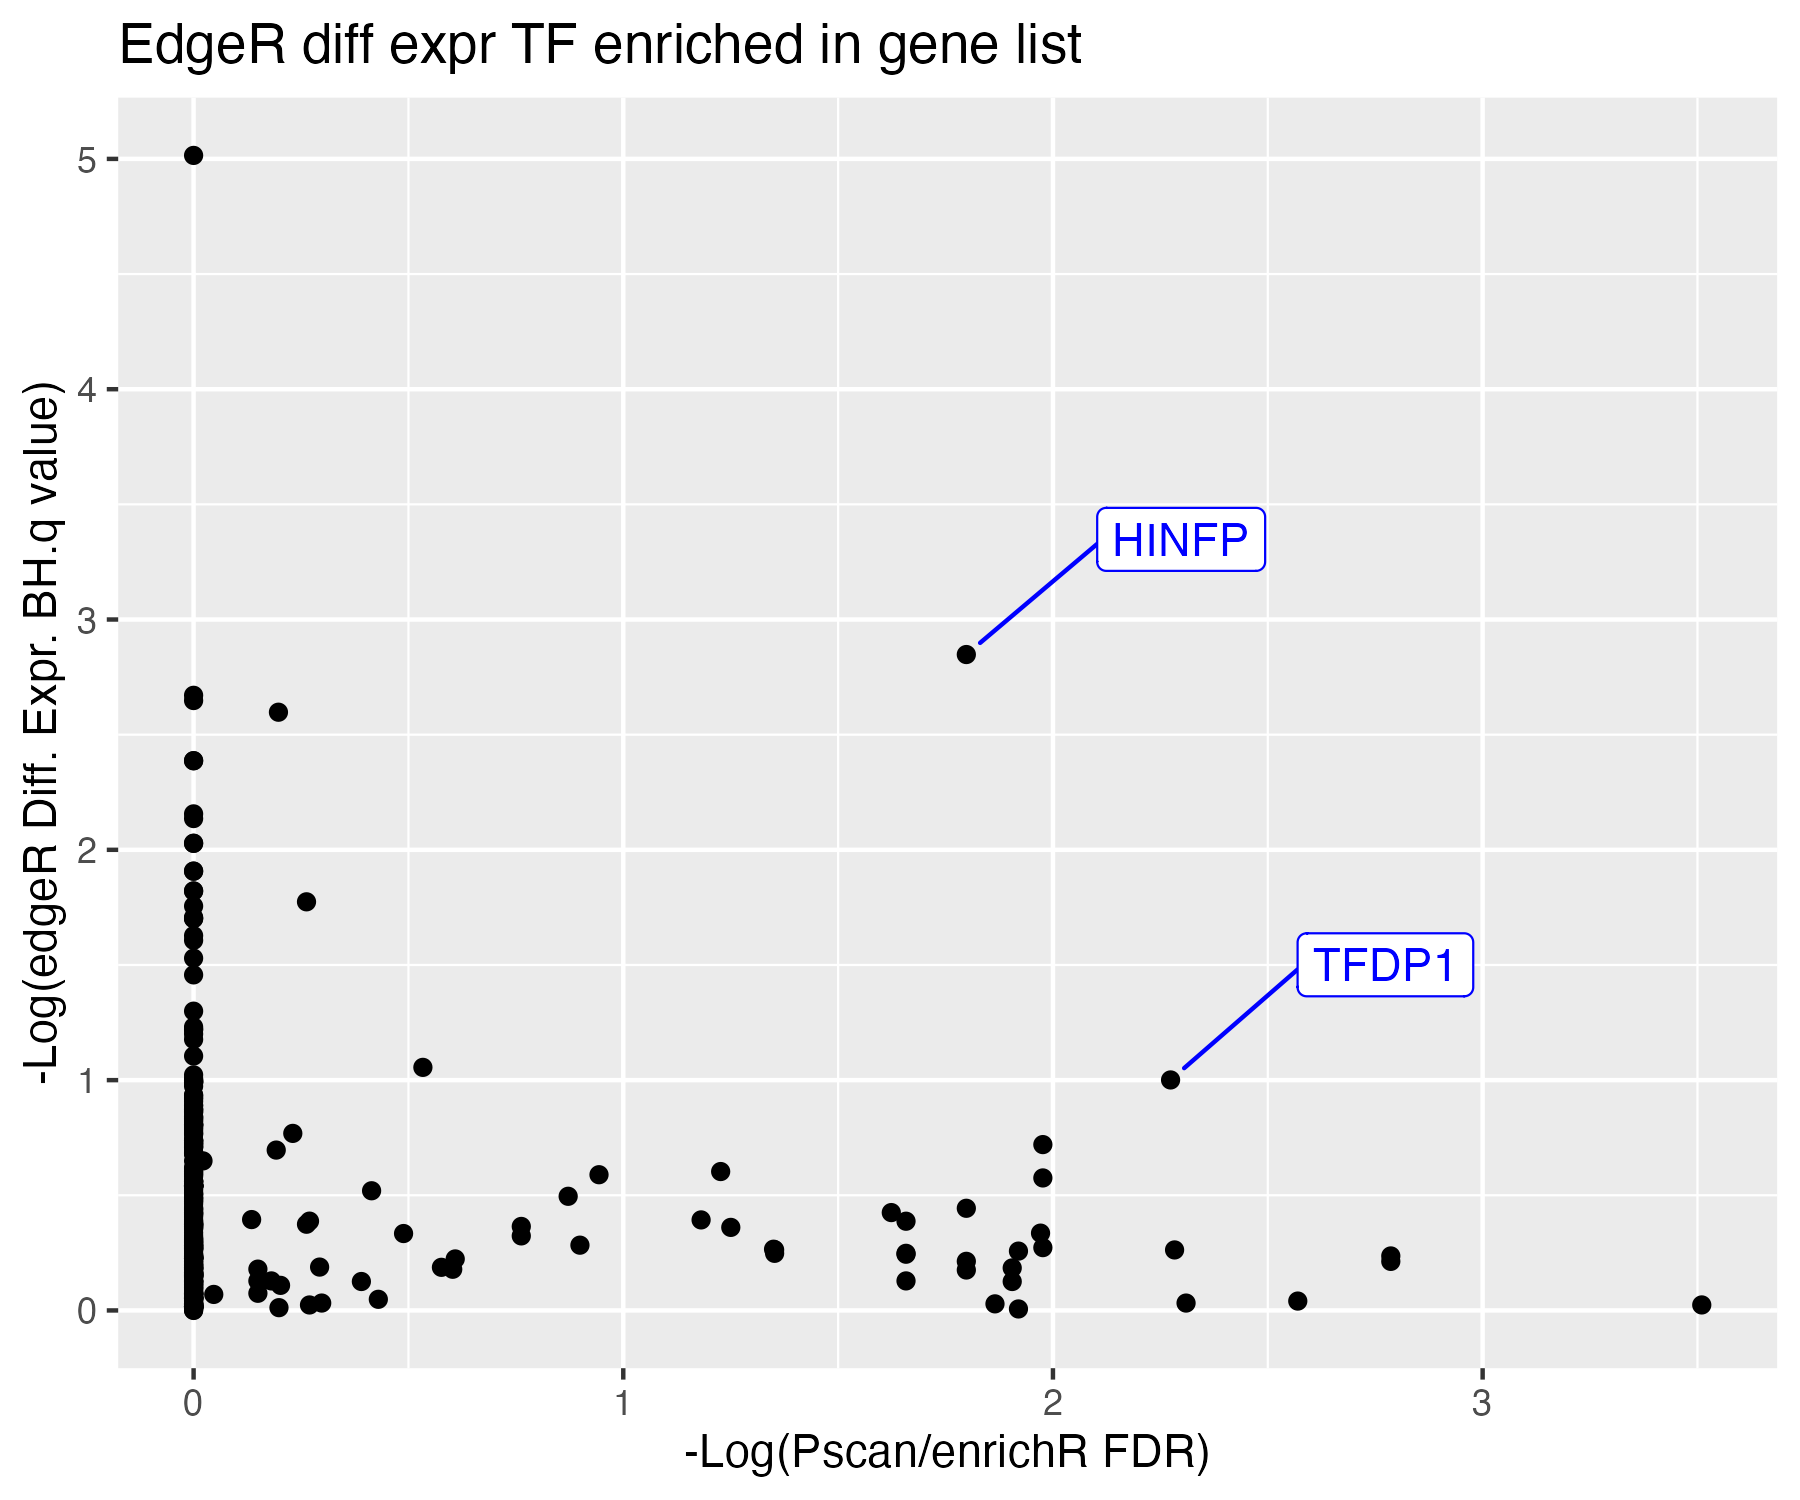 EdgeR diff expr TF enriched in gene list
-Log(edgeR Diff. Expr. BH.q value)
5
4
3
2
1
0
HINFP
TFDP1
0
1
2
3
-Log(Pscan/enrichR FDR)